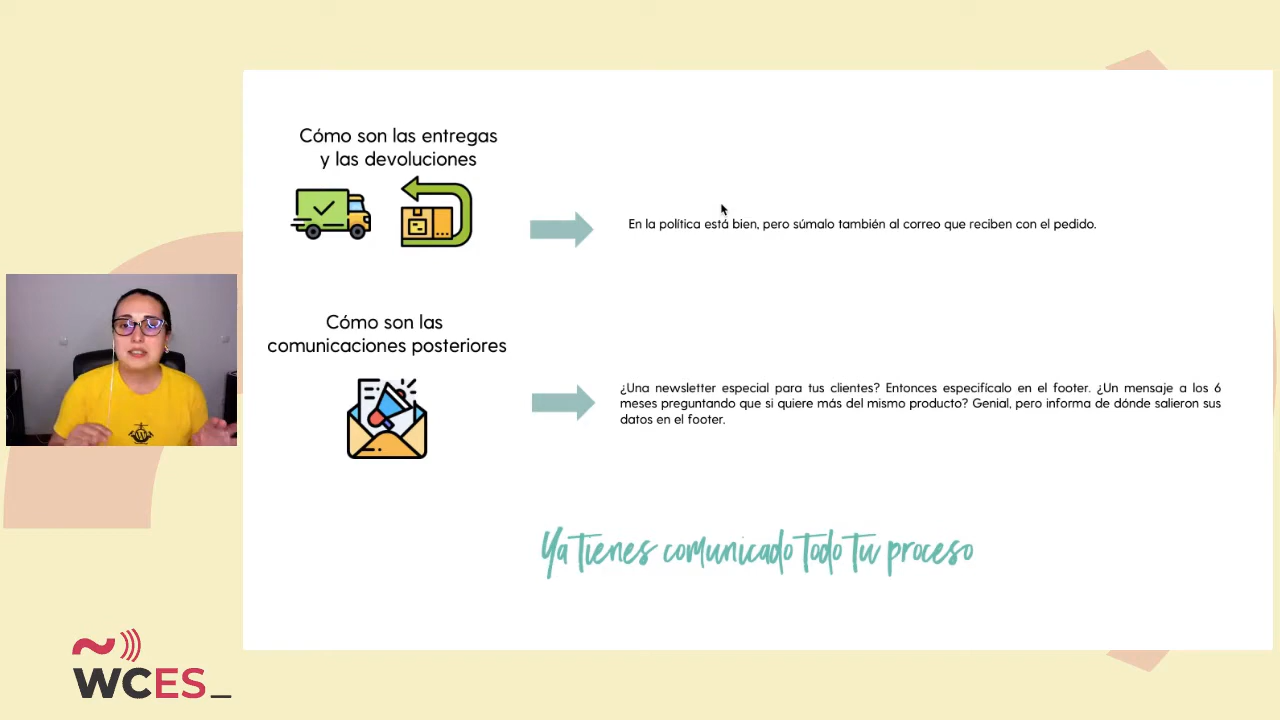 Cómo son las entregas
y las devoluciones
En la política está bien, pero súmalo también al correo que reciben con el pedido.
Cómo son las
comunicaciones posteriores
¿Una newsletter especial para tus clientes? Entonces especifícalo en el footer. ¿Un mensaje a los 6
meses preguntando que si quiere más del mismo producto? Genial, pero informa de dónde salieron sus
datos en el footer.
Ya tienes comunicado todo tu proceso
WCES_